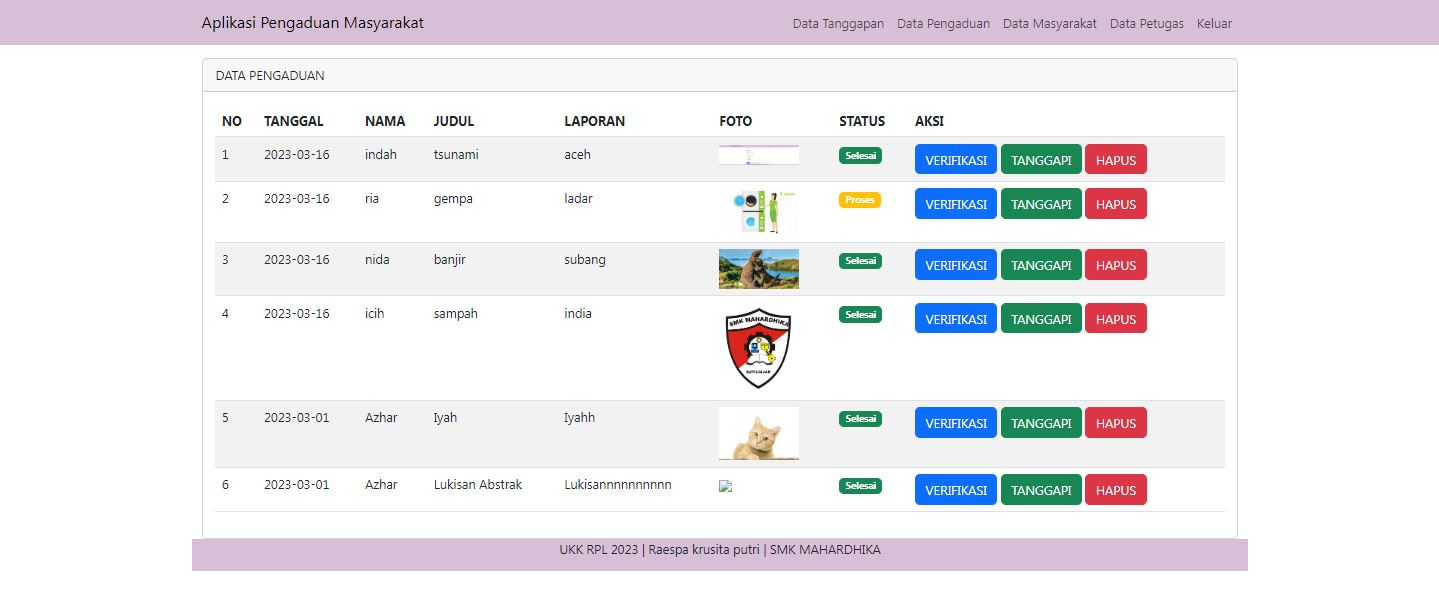 Aplikasi Pengaduan Masyarakat Data Tanggapan Data Pengaduan Data Masyarakat Data Petugas Keluar
DATA PENGADUAN
NO TANGGAL NAMA JUDUL LAPORAN FOTO STATUS AKSI
1 2023-03-16 indah tsunami aceh Selesai VERIFIKASI TANGGAPI HAPUS
2 2023-03-16 ria gempa ladar Proses VERIFIKASI TANGGAPI HAPUS
3 2023-03-16 nida banjir subang Selesai VERIFIKASI TANGGAPI HAPUS
4 2023-03-16 icih sampah india Selesai VERIFIKASI TANGGAPI HAPUS
SMK MAHARDHIKA
BATUJAJAR
5 2023-03-01 Azhar Iyah Iyahh Selesai VERIFIKASI TANGGAPI HAPUS
6 2023-03-01 Azhar Lukisan Abstrak Lukisannnnnnnnnn Selesai VERIFIKASI TANGGAPI HAPUS
UKK RPL 2023 | Raespa krusita putri | SMK MAHARDHIKA